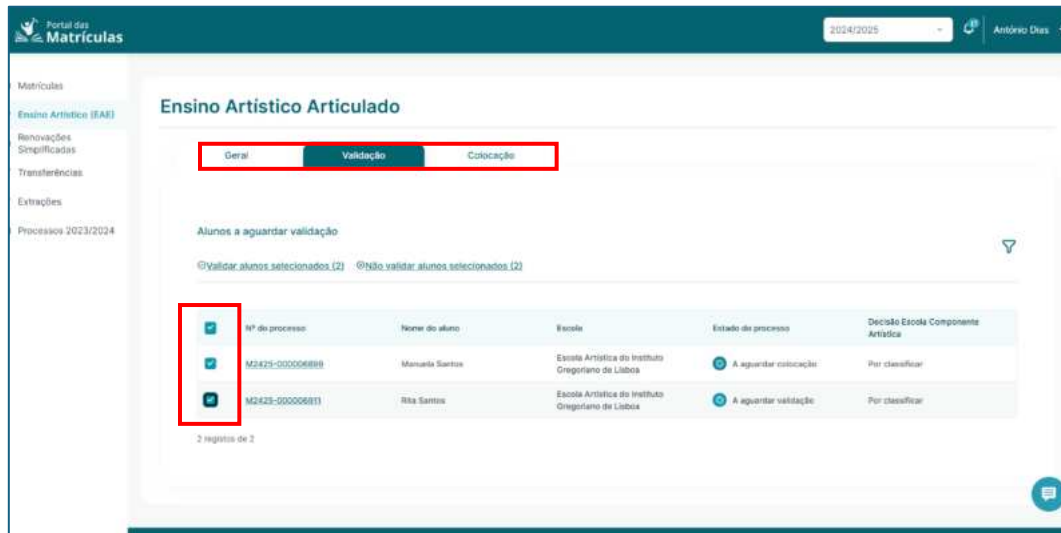 Portal das
Matrículas
2024/2025
António Dias
Matrículas
Ensino Artístico (EAE)
Renovações
Simplificadas
Transferências
Extrações
Processos 2023/2024
Ensino Artístico Articulado
Geral
Validação
Colocação
Alunos a aguardar validação
Validar alunos selecionados (2)
Não validar alunos selecionados (2)
Nº do processo
Nome do aluno
Escola
Estado do processo
Decisão Escola Componente
Artística
M2425-000006899
Manuela Santos
Escola Artística do Instituto
Gregoriano de Lisboa
A aguardar colocação
Por classificar
M2425-000006911
Rita Santos
Escola Artística do Instituto
Gregoriano de Lisboa
A aguardar validação
Por classificar
2 registos de 2